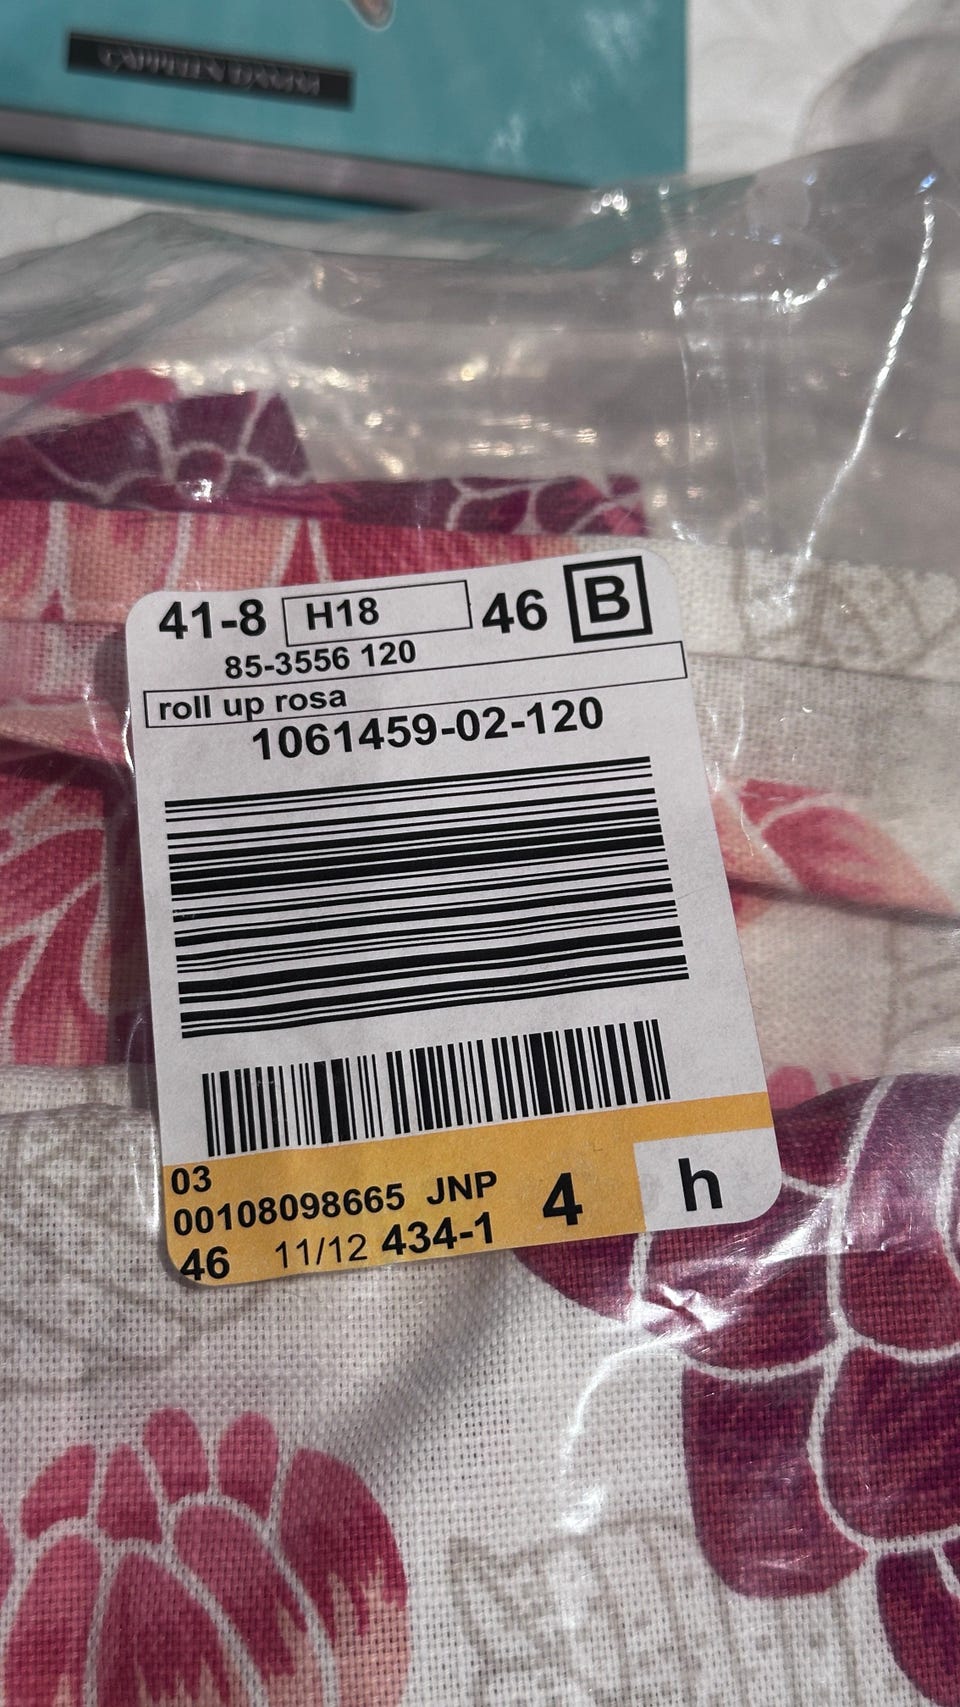 41-8 H18 46 B
85-3556 120
roll up rosa
1061459-02-120
03
00108098665 JNP 4 h
46 11/12 434-1